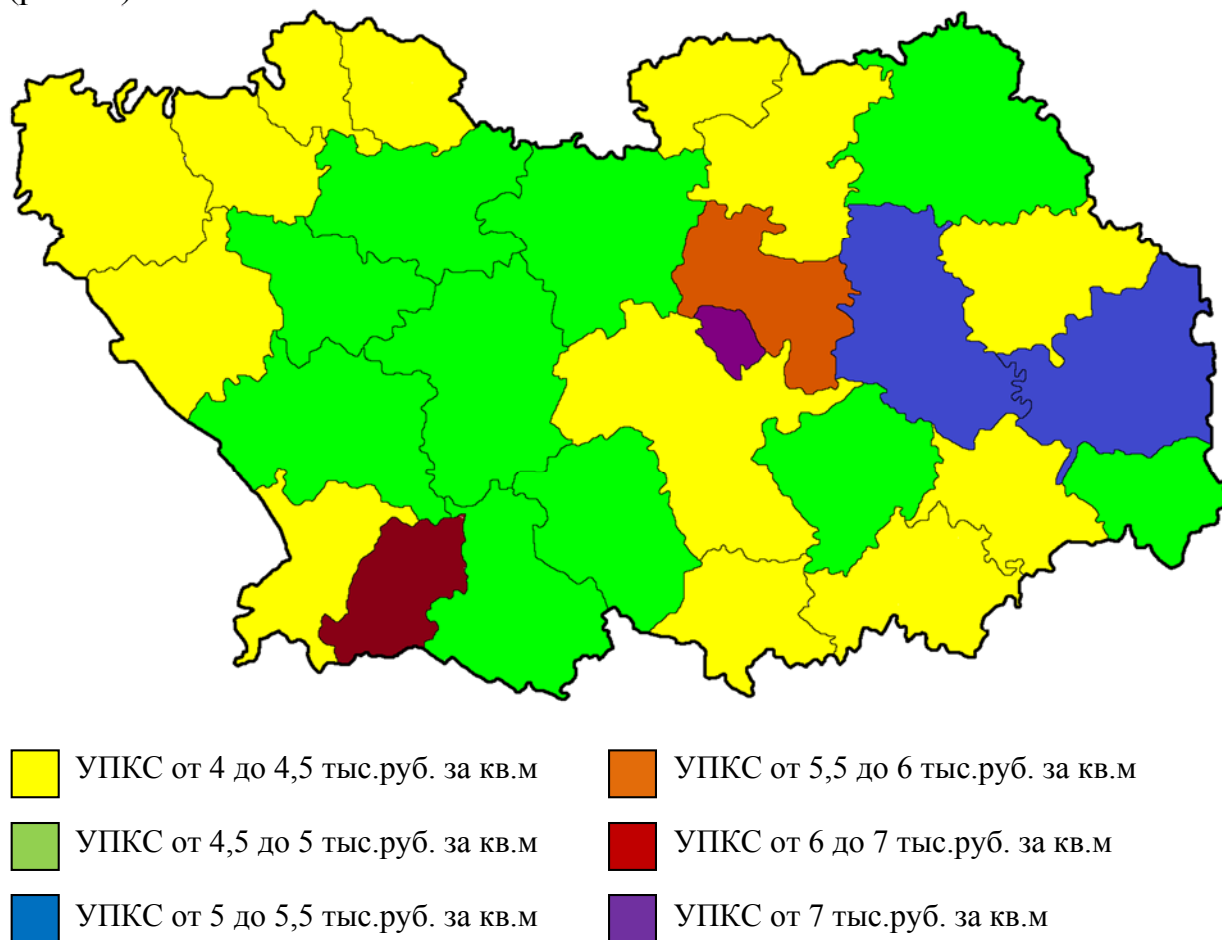 УПКС от 4 до 4,5 тыс.руб. за кв.м
УПКС от 5,5 до 6 тыс.руб. за кв.м
УПКС от 4,5 до 5 тыс.руб. за кв.м
УПКС от 6 до 7 тыс.руб. за кв.м
УПКС от 5 до 5,5 тыс.руб. за кв.м
УПКС от 7 тыс.руб. за кв.м